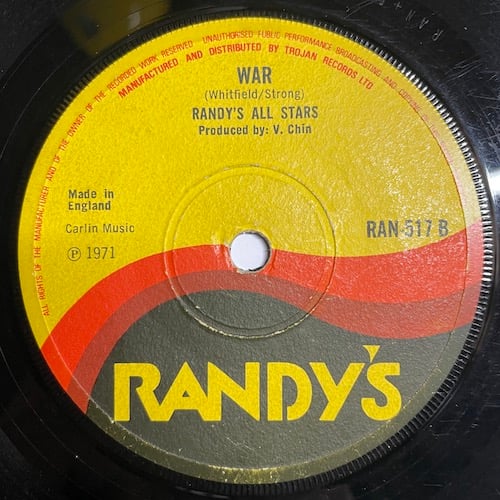 ALL RIGHTS OF THE MANUFACTURER AND OF THE OWNER OF THE RECORDED WORK RESERVED UNAUTHORISED PUBLIC PERFORMANCE BROADCASTING AND COPYING
MANUFACTURED AND DISTRIBUTED BY TROJAN RECORDS LTD
WAR
(Whitfield/Strong)
RANDY'S ALL STARS
Produced by: V. Chin
Made in
England
Carlin Music
RAN 517 B
Ⓟ 1971
RANDY'S